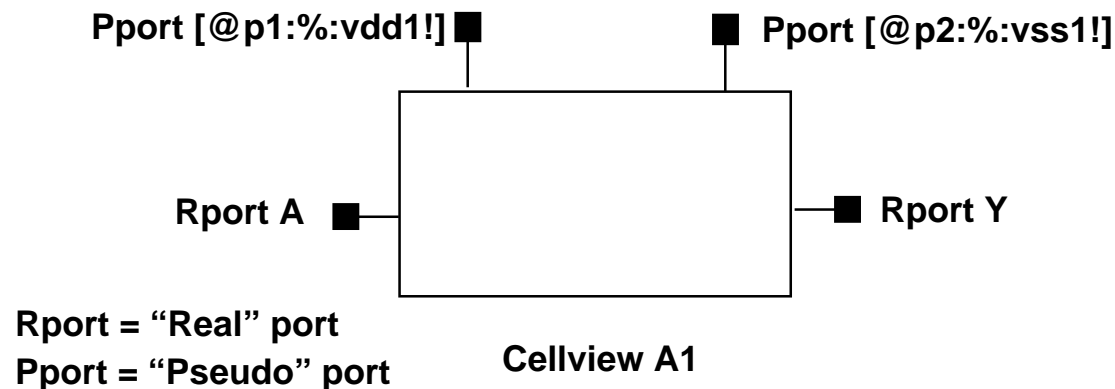 Pport [@p1:%:vdd1!]
Pport [@p2:%:vss1!]
Rport A
Rport Y
Rport = “Real” port
Pport = “Pseudo” port
Cellview A1